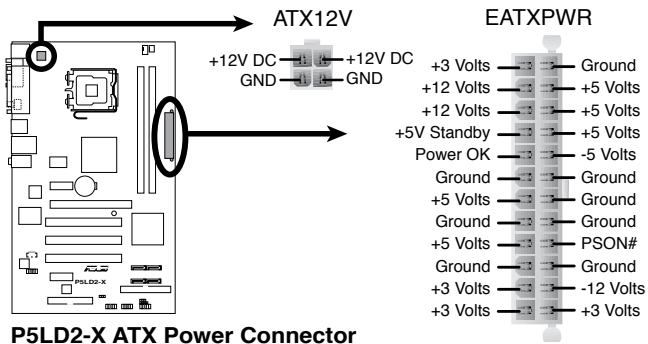 ATX12V
EATXPWR
+12V DC +12V DC
GND GND
+3 Volts Ground
+12 Volts +5 Volts
+12 Volts +5 Volts
+5V Standby +5 Volts
Power OK -5 Volts
Ground Ground
+5 Volts Ground
Ground Ground
+5 Volts PSON#
Ground Ground
+3 Volts -12 Volts
+3 Volts +3 Volts
ASUS
P5LD2-X
P5LD2-X ATX Power Connector